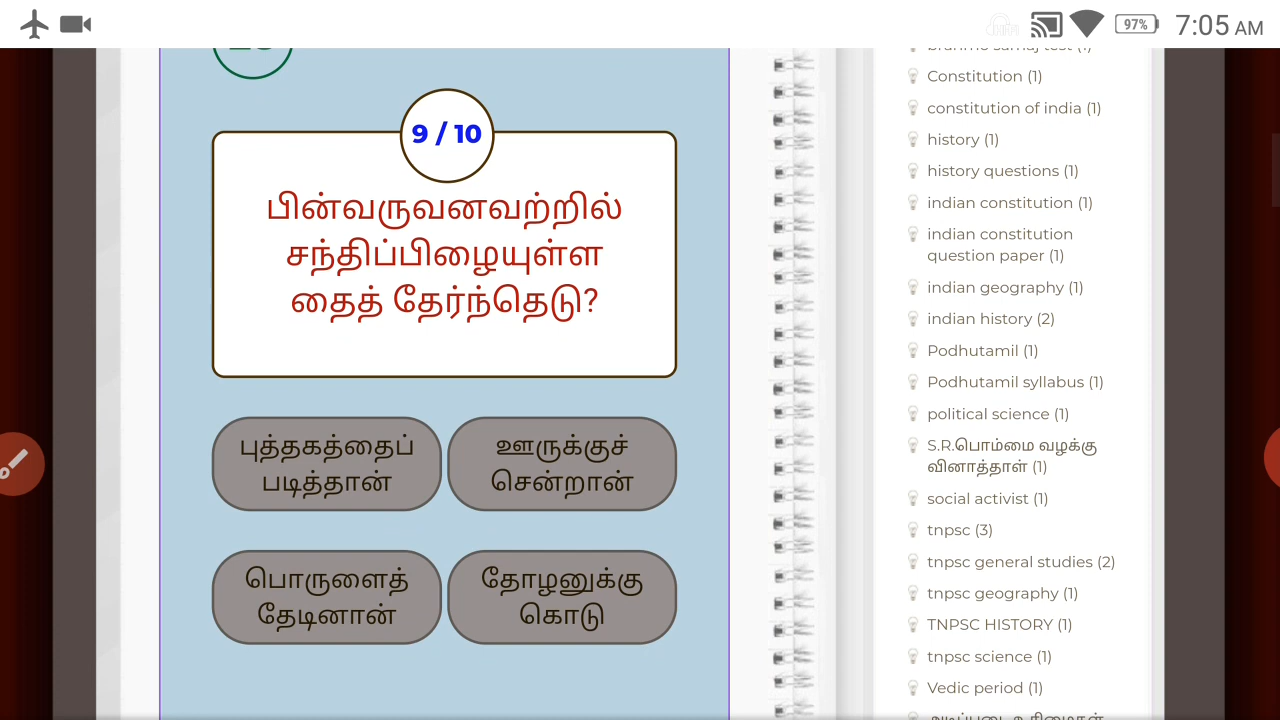 97%
7:05 AM
9 / 10
பின்வருவனவற்றில்
சந்திப்பிழையுள்ள
தைத் தேர்ந்தெடு?
புத்தகத்தைப்
படித்தான்
ஊருக்குச்
சென்றான்
பொருளைத்
தேடினான்
தோழனுக்கு
கொடு
Constitution (1)
constitution of india (1)
history (1)
history questions (1)
indian constitution (1)
indian constitution
question paper (1)
indian geography (1)
indian history (2)
Podhutamil (1)
Podhutamil syllabus (1)
political science (1)
S.R.பொம்மை வழக்கு
வினாத்தாள் (1)
social activist (1)
tnpsc (3)
tnpsc general studies (2)
tnpsc geography (1)
TNPSC HISTORY (1)
tnpsc science (1)
Vedic period (1)